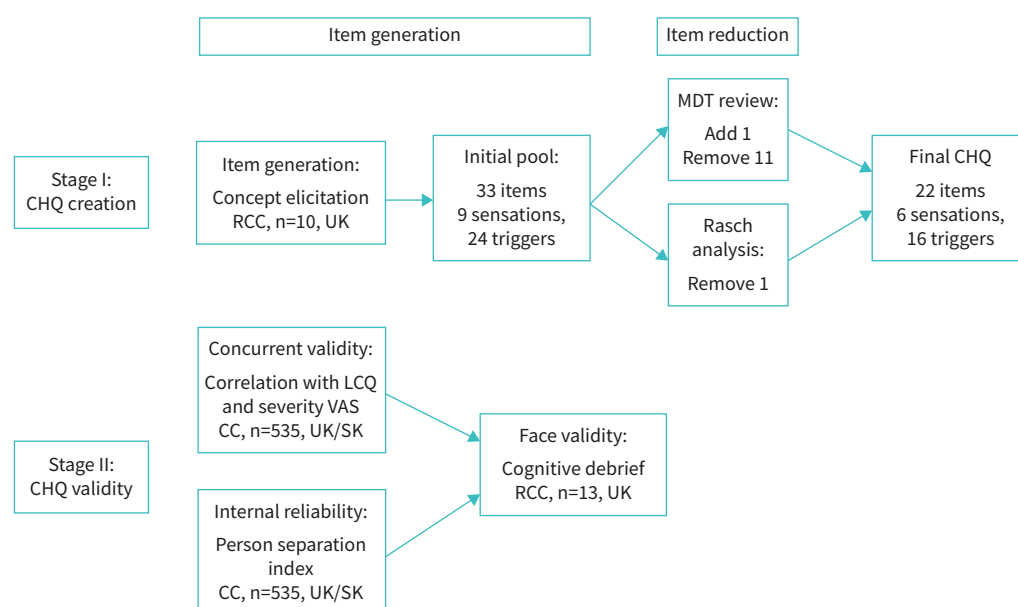 Item generation
Item reduction
Stage I:
CHQ creation
Item generation:
Concept elicitation
RCC, n=10, UK
Initial pool:
33 items
9 sensations,
24 triggers
MDT review:
Add 1
Remove 11
Rasch
analysis:
Remove 1
Final CHQ
22 items
6 sensations,
16 triggers
Stage II:
CHQ validity
Concurrent validity:
Correlation with LCQ
and severity VAS
CC, n=535, UK/SK
Internal reliability:
Person separation
index
CC, n=535, UK/SK
Face validity:
Cognitive debrief
RCC, n=13, UK